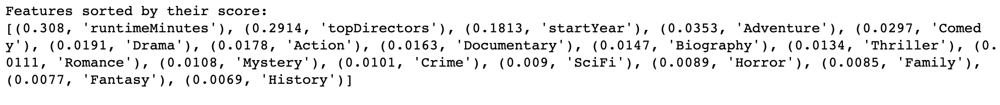 Features sorted by their score:
[(0.308, 'runtimeMinutes'), (0.2914, 'topDirectors'), (0.1813, 'startYear'), (0.0353, 'Adventure'), (0.0297, 'Comed
y'), (0.0191, 'Drama'), (0.0178, 'Action'), (0.0163, 'Documentary'), (0.0147, 'Biography'), (0.0134, 'Thriller'), (0.
0111, 'Romance'), (0.0108, 'Mystery'), (0.0101, 'Crime'), (0.009, 'SciFi'), (0.0089, 'Horror'), (0.0085, 'Family'),
(0.0077, 'Fantasy'), (0.0069, 'History')]